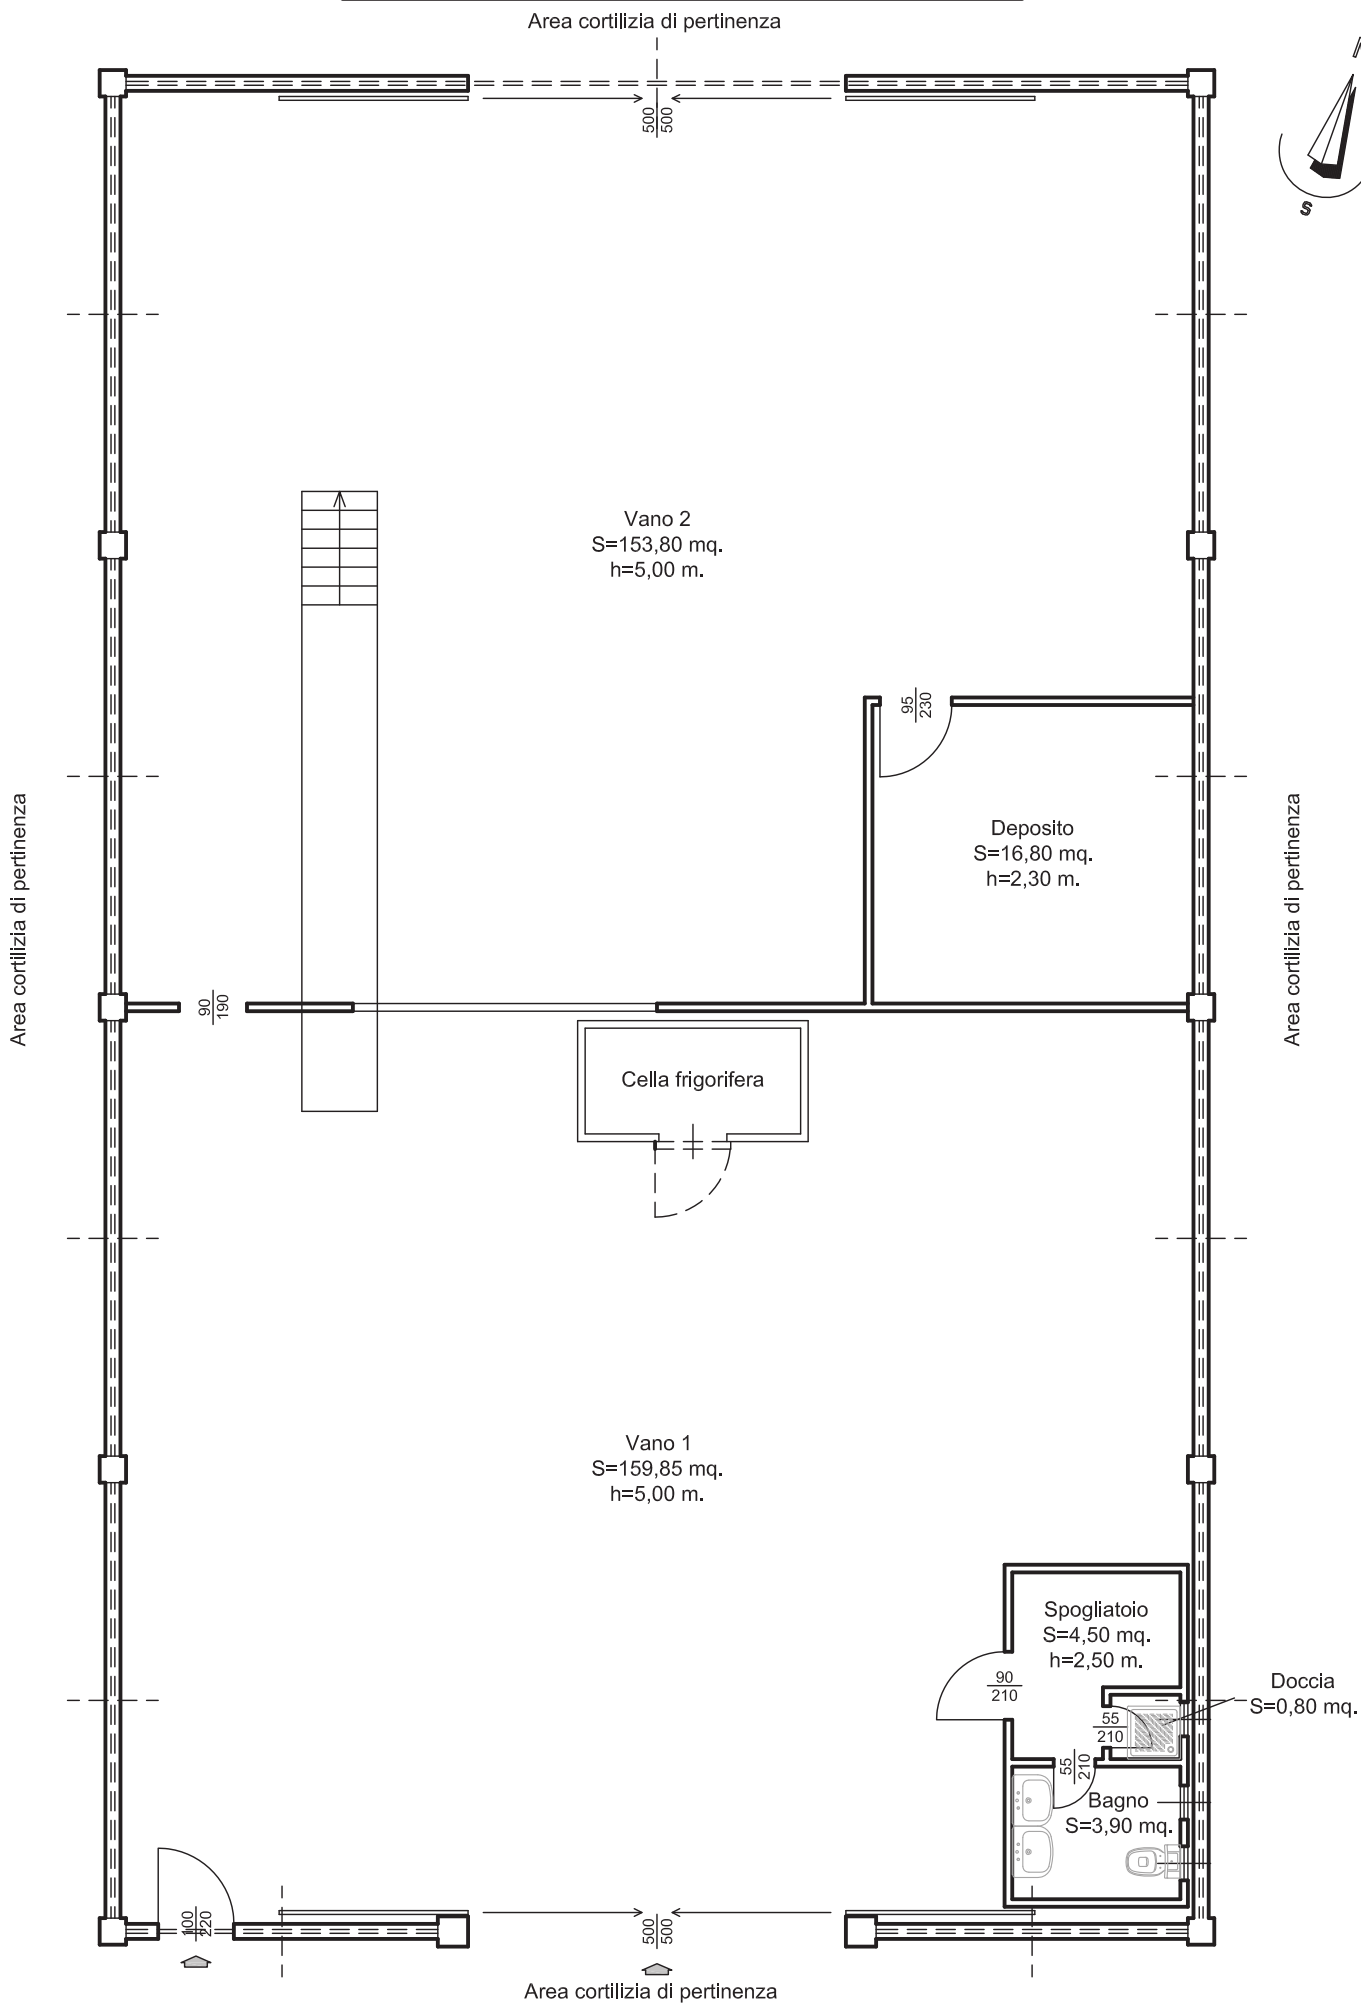 Area cortilizia di pertinenza
500
500
S
Vano 2
S=153,80 mq.
h=5,00 m.
95
230
Deposito
S=16,80 mq.
h=2,30 m.
Area cortilizia di pertinenza
Area cortilizia di pertinenza
90
190
Cella frigorifera
Vano 1
S=159,85 mq.
h=5,00 m.
Spogliatoio
S=4,50 mq.
h=2,50 m.
90
210
Doccia
S=0,80 mq.
55
210
55
210
Bagno
S=3,90 mq.
100
220
500
500
Area cortilizia di pertinenza